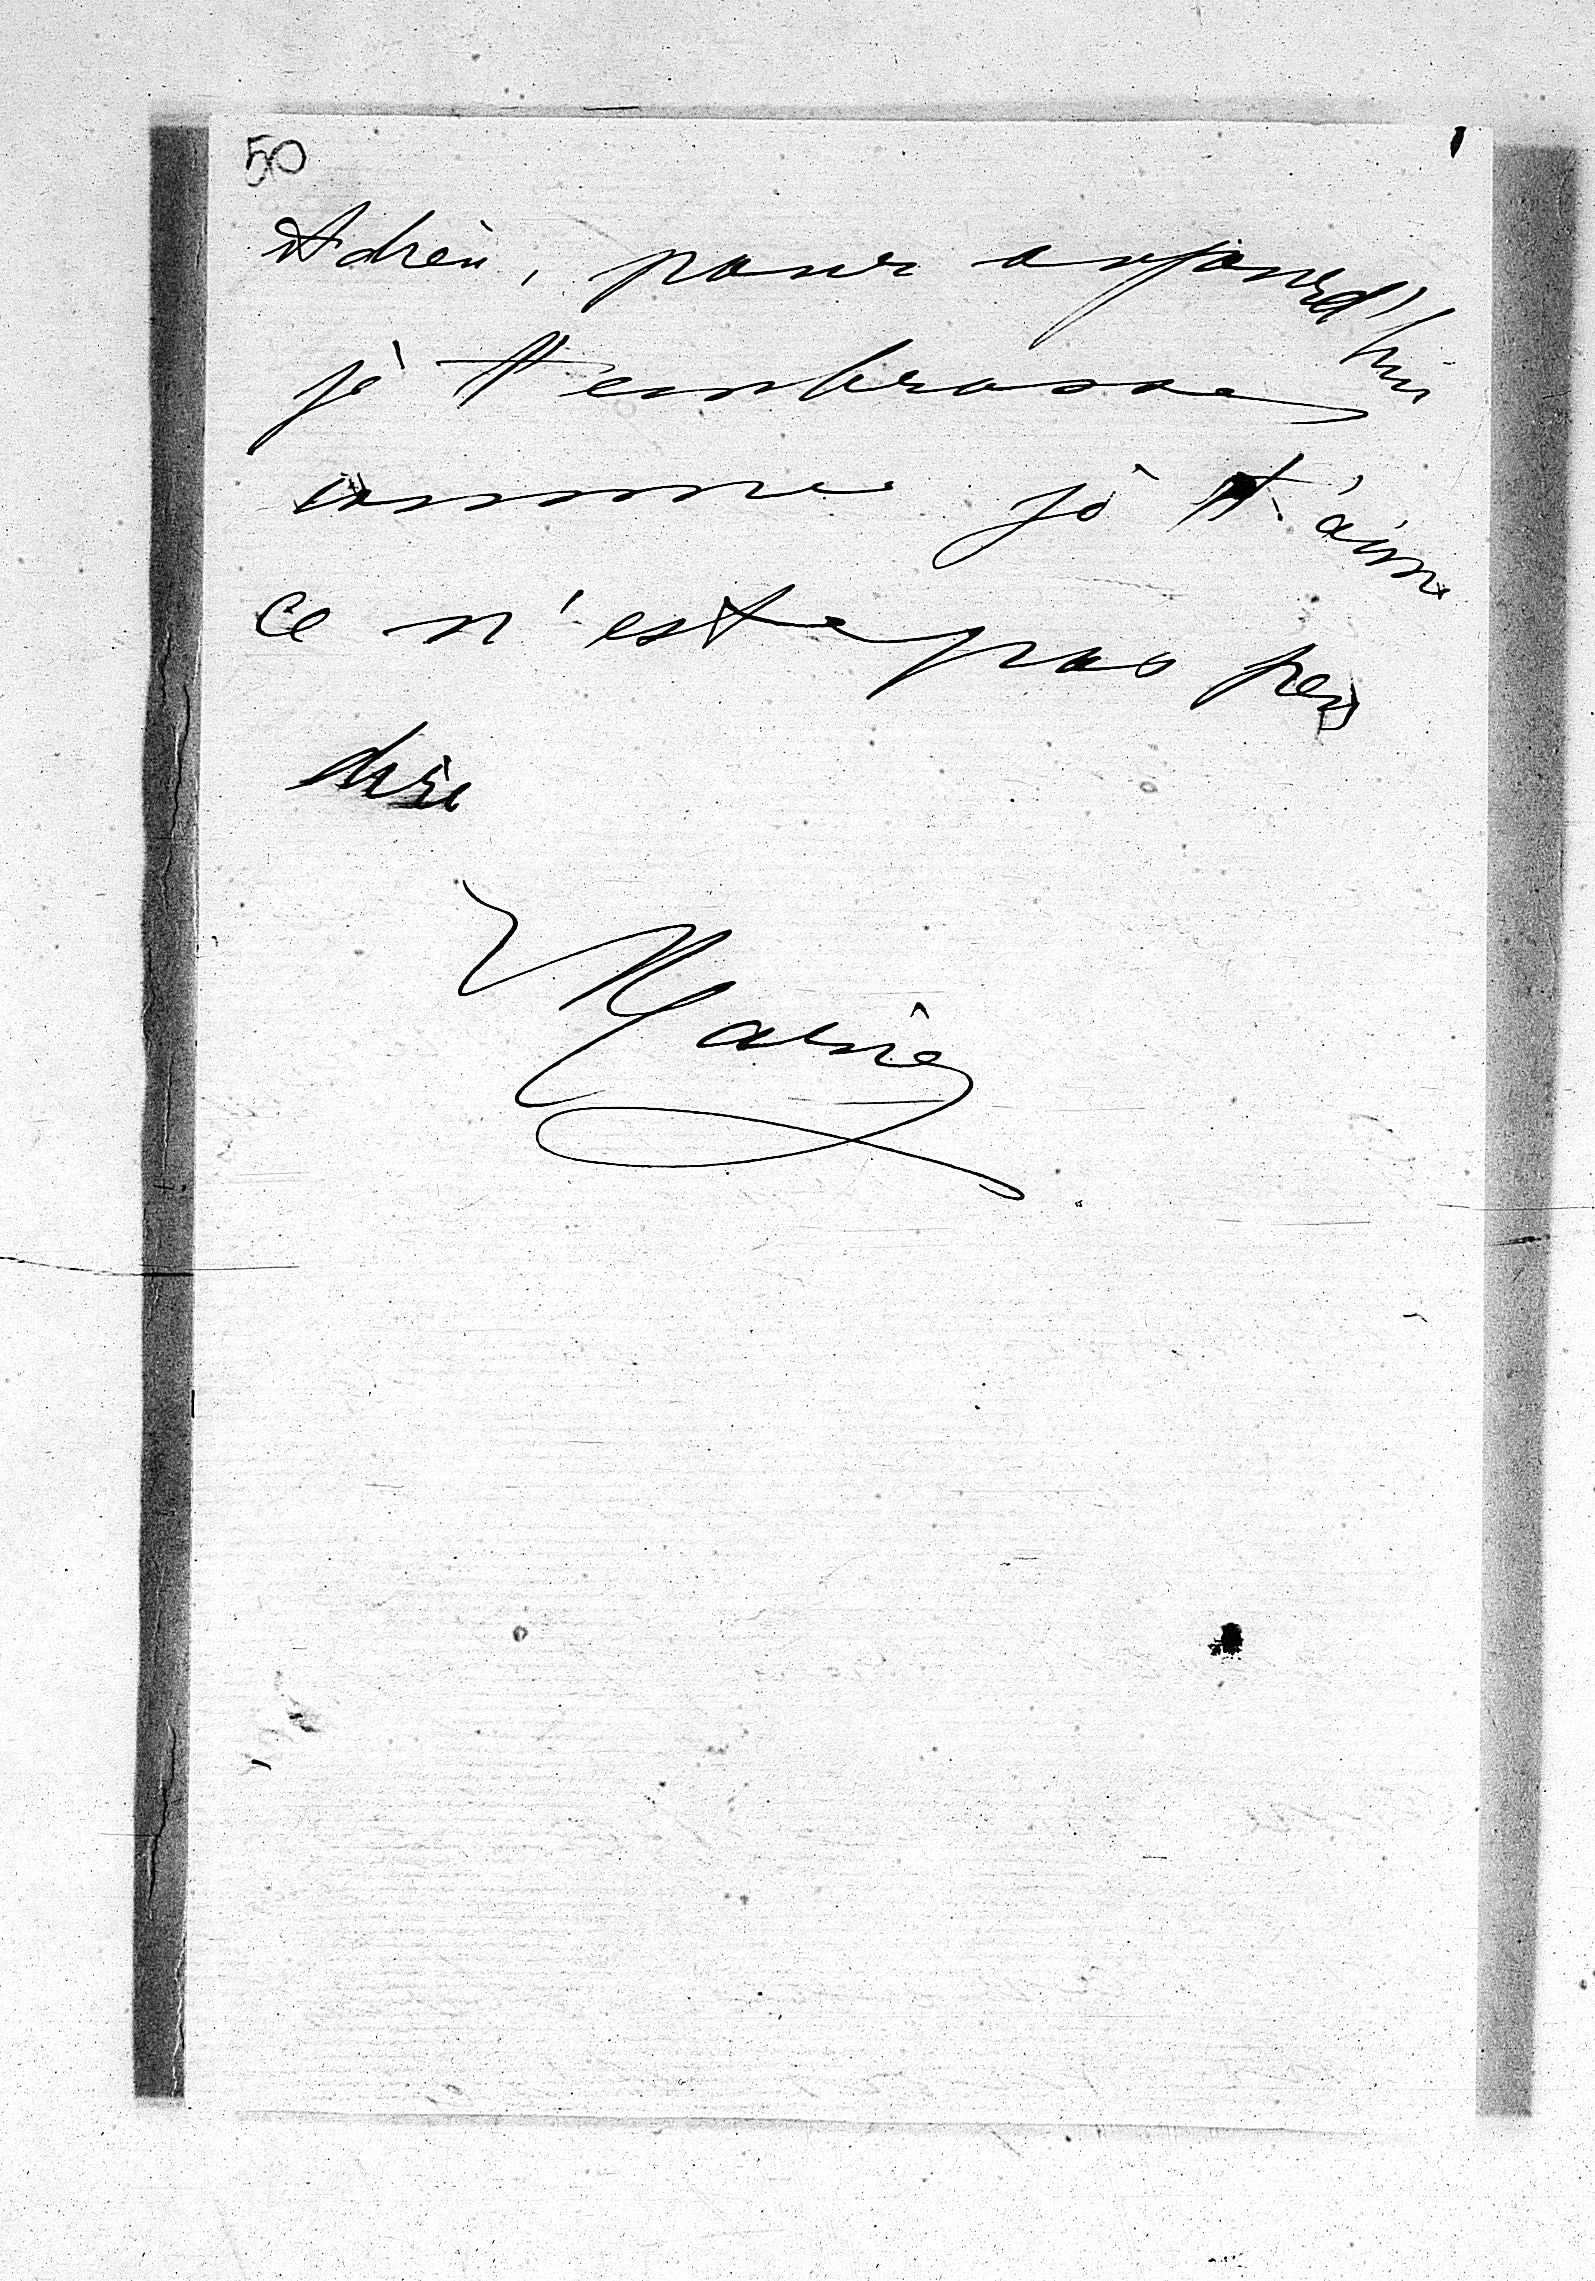 50
Adieu, pour aujourd'hui
je t'embrasse
comme je t'aime
ce n'est pas peu
dire
Marie